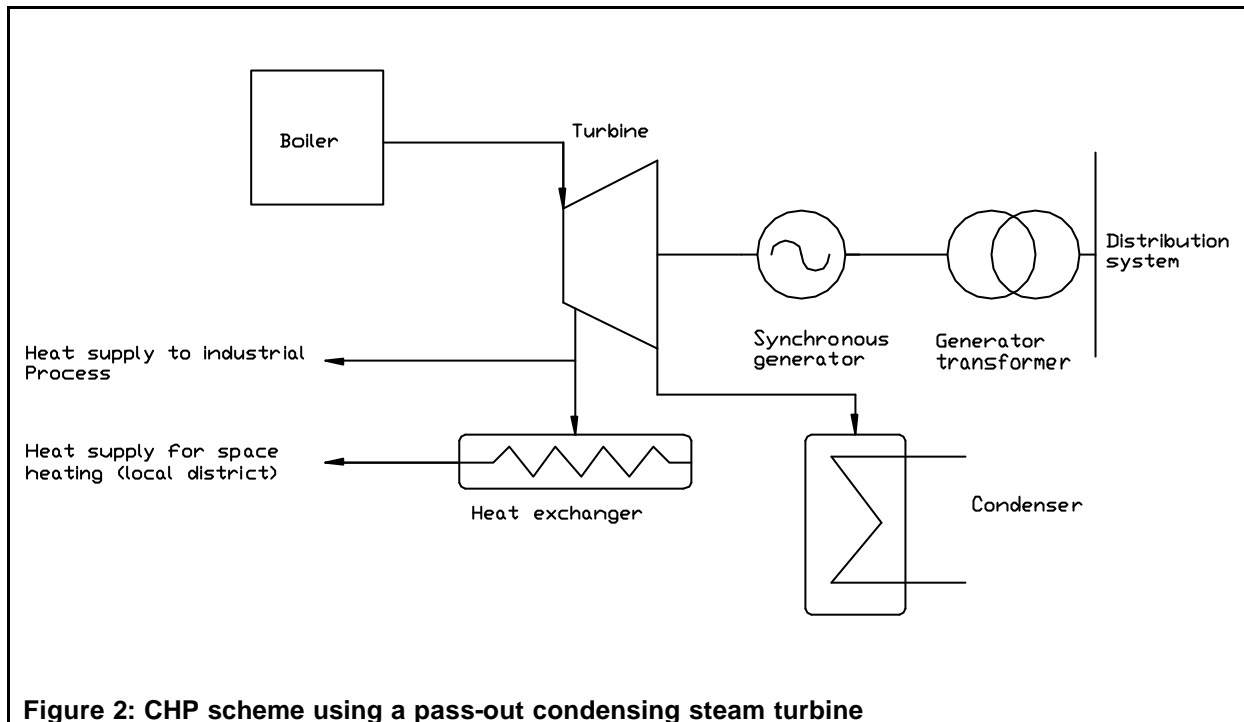 Boiler
Turbine
Distribution
system
Synchronous
generator
Generator
transformer
Heat supply to industrial
Process
Heat supply for space
heating (local district)
Heat exchanger
Condenser
Figure 2: CHP scheme using a pass-out condensing steam turbine